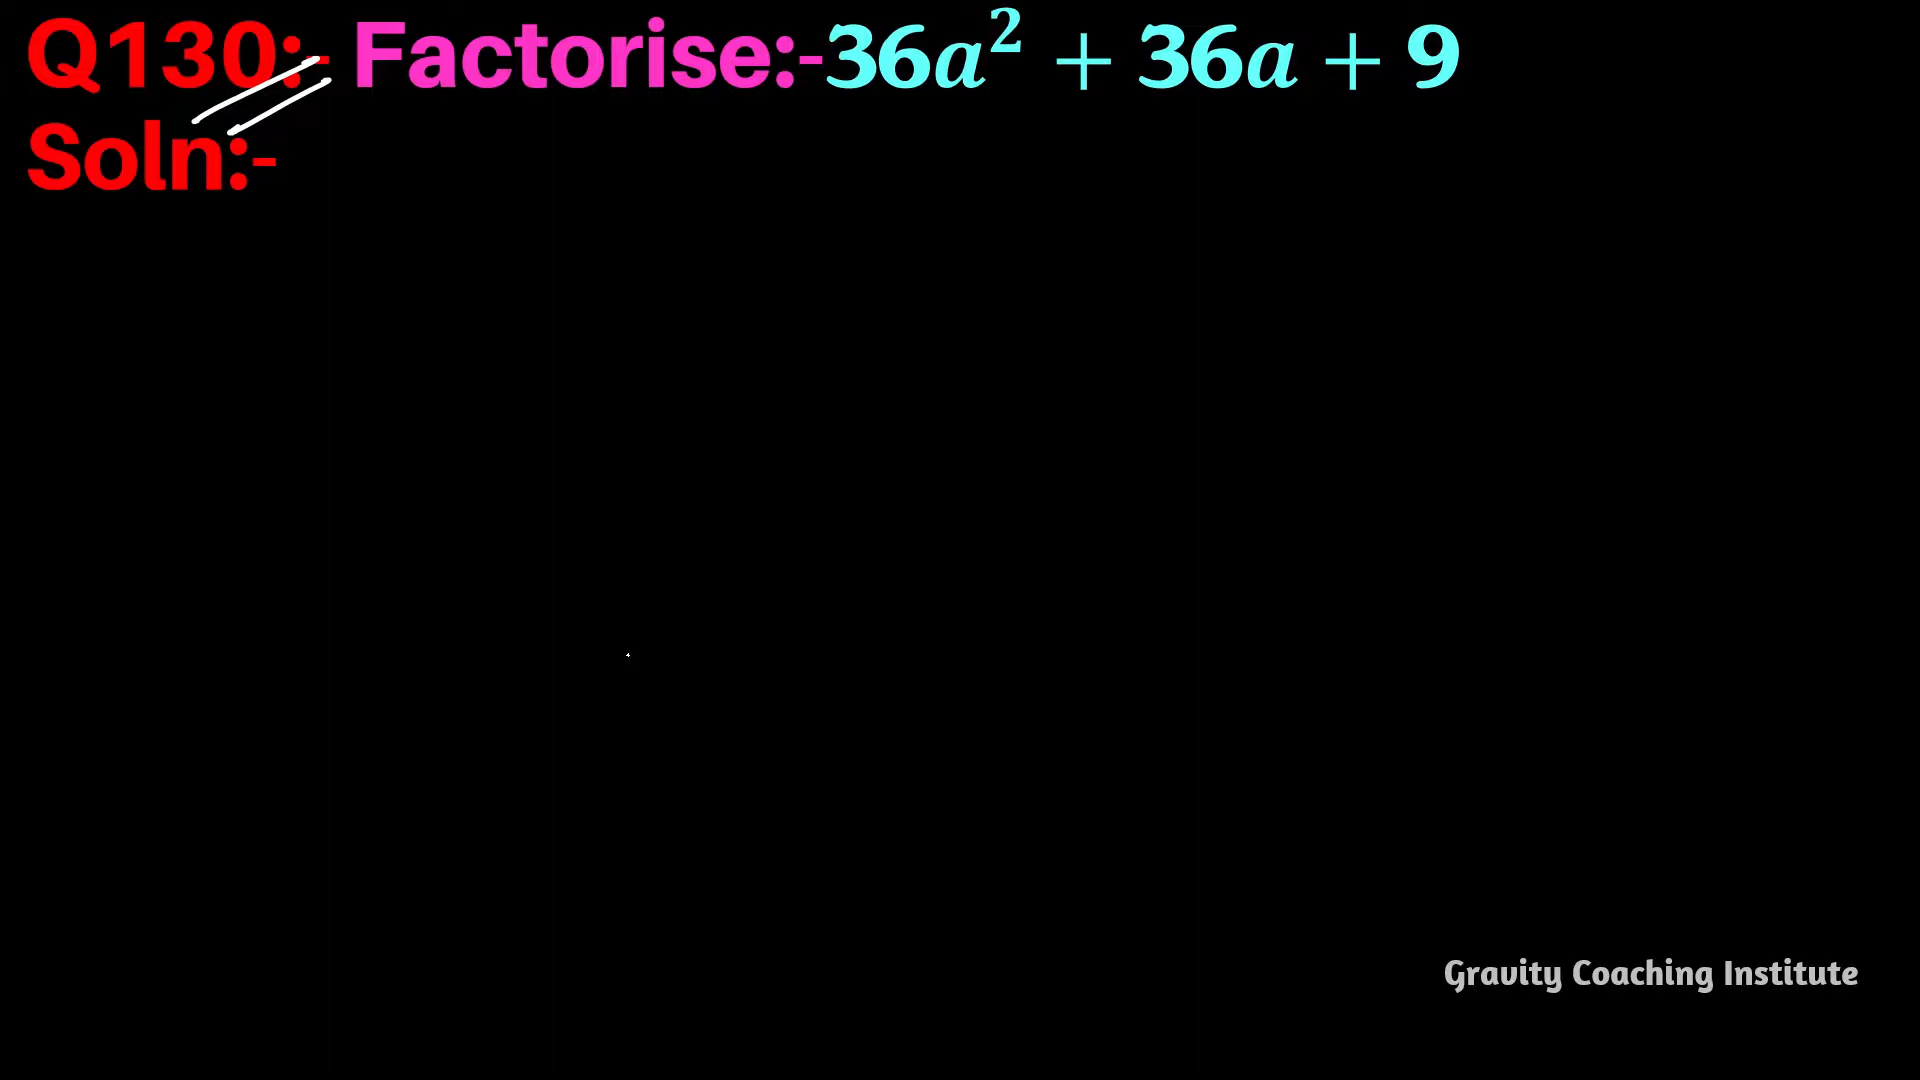 Q130:- Factorise:-36a² + 36a + 9
Soln:-
Gravity Coaching Institute